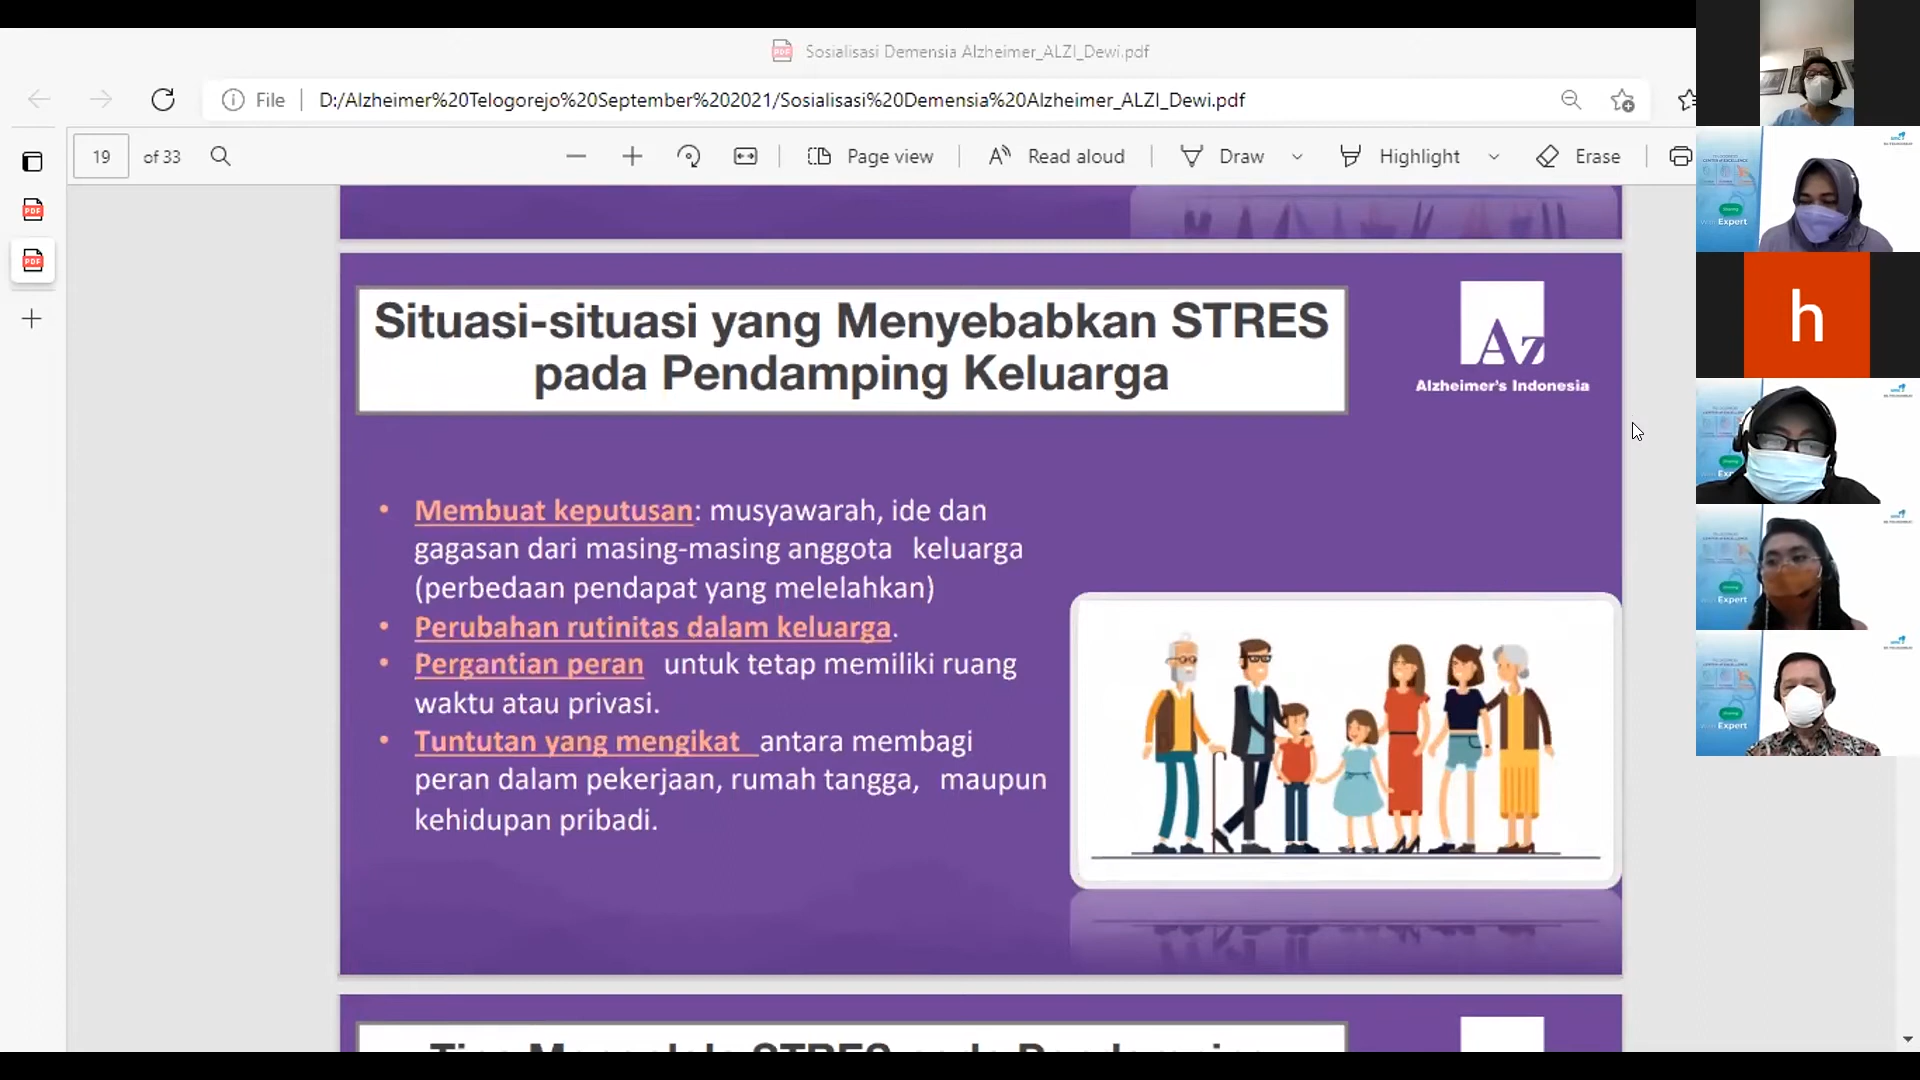 Sosialisasi Demensia Alzheimer_ALZI_Dewi.pdf
File
D:/Alzheimer%20Telogorejo%20September%202021/Sosialisasi%20Demensia%20Alzheimer_ALZI_Dewi.pdf
19 of 33
Page view
Read aloud
Draw
Highlight
Erase
PDF
PDF
Situasi-situasi yang Menyebabkan STRES
pada Pendamping Keluarga
Az
Alzheimer's Indonesia
• Membuat keputusan: musyawarah, ide dan
gagasan dari masing-masing anggota keluarga
(perbedaan pendapat yang melelahkan)
• Perubahan rutinitas dalam keluarga.
• Pergantian peran untuk tetap memiliki ruang
waktu atau privasi.
• Tuntutan yang mengikat antara membagi
peran dalam pekerjaan, rumah tangga, maupun
kehidupan pribadi.
h
Expert
Expert
Expert